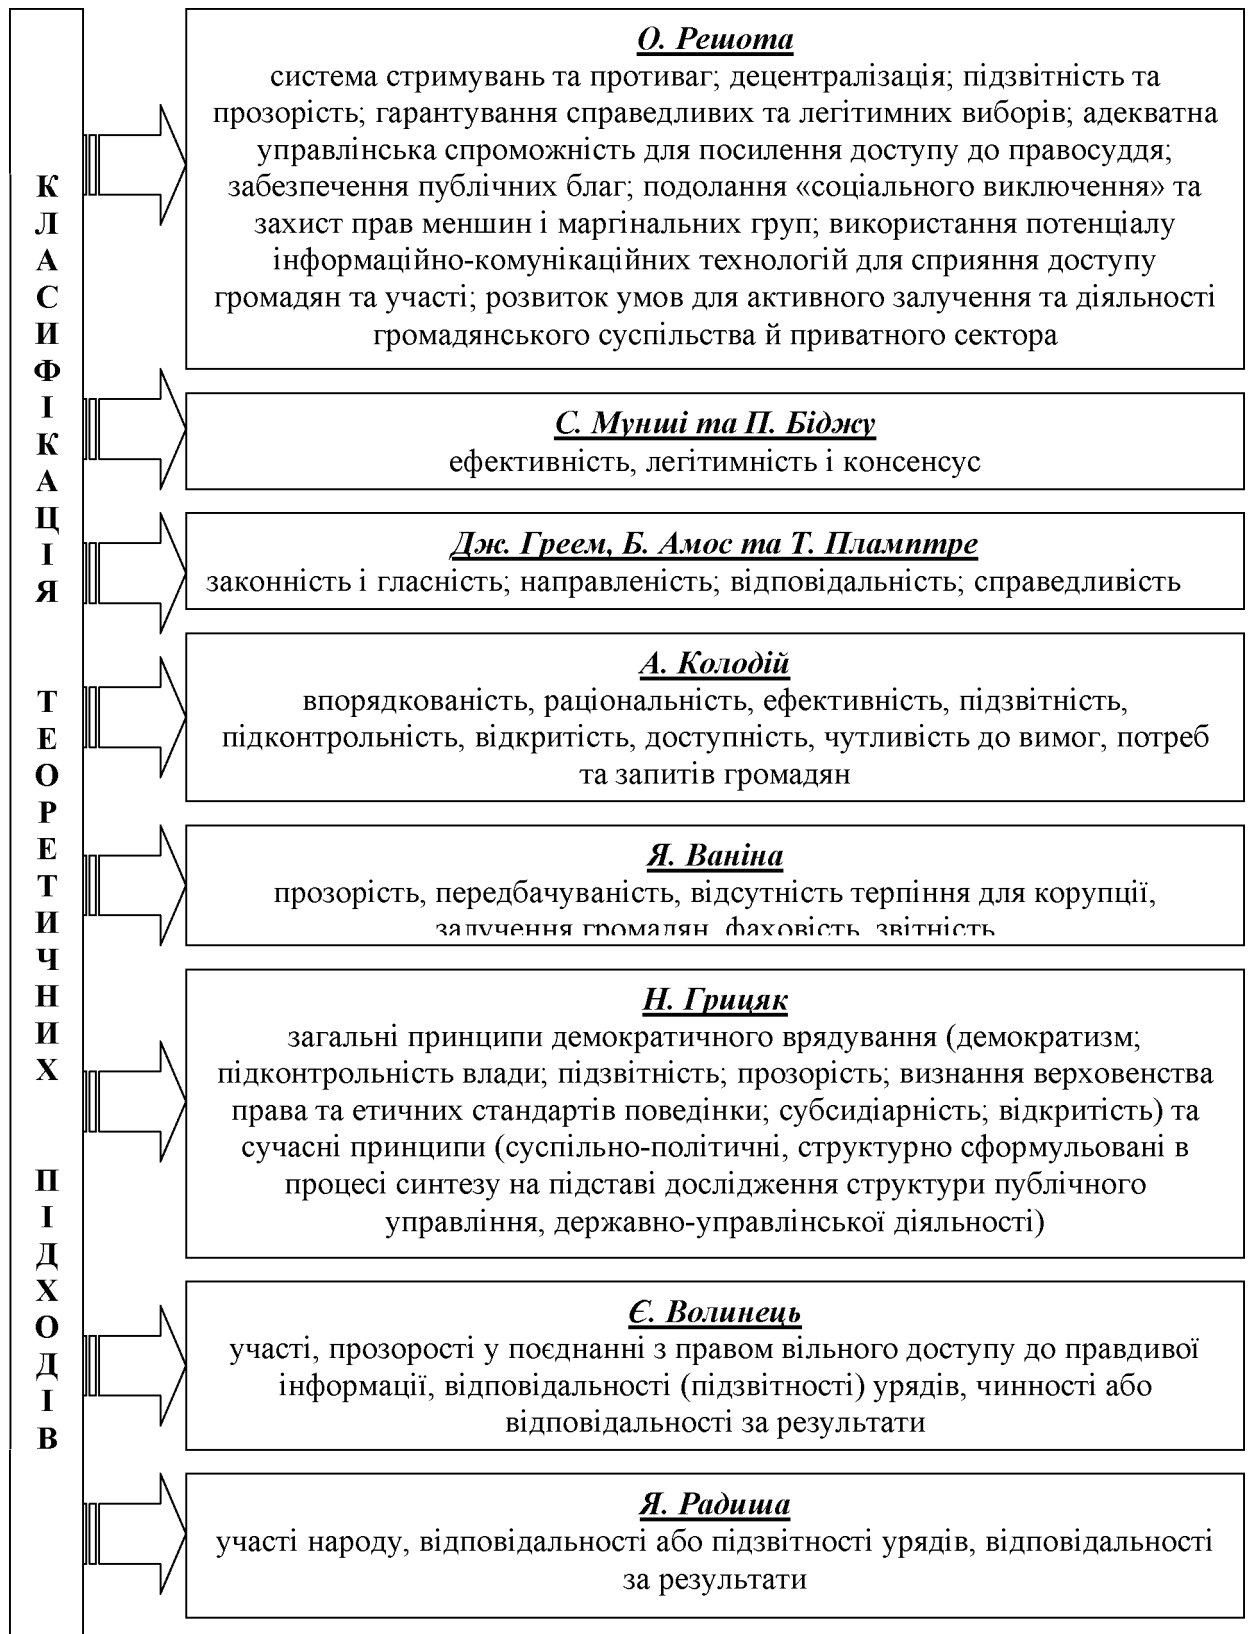 КЛАСИФІКАЦІЯ ТЕОРЕТИЧНИХ ПІДХОДІВ
О. Решота
система стримувань та противаг; децентралізація; підзвітність та
прозорість; гарантування справедливих та легітимних виборів; адекватна
управлінська спроможність для посилення доступу до правосуддя;
забезпечення публічних благ; подолання «соціального виключення» та
захист прав меншин і маргінальних груп; використання потенціалу
інформаційно-комунікаційних технологій для сприяння доступу
громадян та участі; розвиток умов для активного залучення та діяльності
громадянського суспільства й приватного сектора
С. Мунші та П. Біджу
ефективність, легітимність і консенсус
Дж. Греем, Б. Амос та Т. Пламптре
законність і гласність; направленість; відповідальність; справедливість
А. Колодій
впорядкованість, раціональність, ефективність, підзвітність,
підконтрольність, відкритість, доступність, чутливість до вимог, потреб
та запитів громадян
Я. Ваніна
прозорість, передбачуваність, відсутність терпіння для корупції,
залучення громадян, фаховість, звітність
Н. Грицяк
загальні принципи демократичного врядування (демократизм;
підконтрольність влади; підзвітність; прозорість; визнання верховенства
права та етичних стандартів поведінки; субсидіарність; відкритість) та
сучасні принципи (суспільно-політичні, структурно сформульовані в
процесі синтезу на підставі дослідження структури публічного
управління, державно-управлінської діяльності)
Є. Волинець
участі, прозорості у поєднанні з правом вільного доступу до правдивої
інформації, відповідальності (підзвітності) урядів, чинності або
відповідальності за результати
Я. Радиша
участі народу, відповідальності або підзвітності урядів, відповідальності
за результати